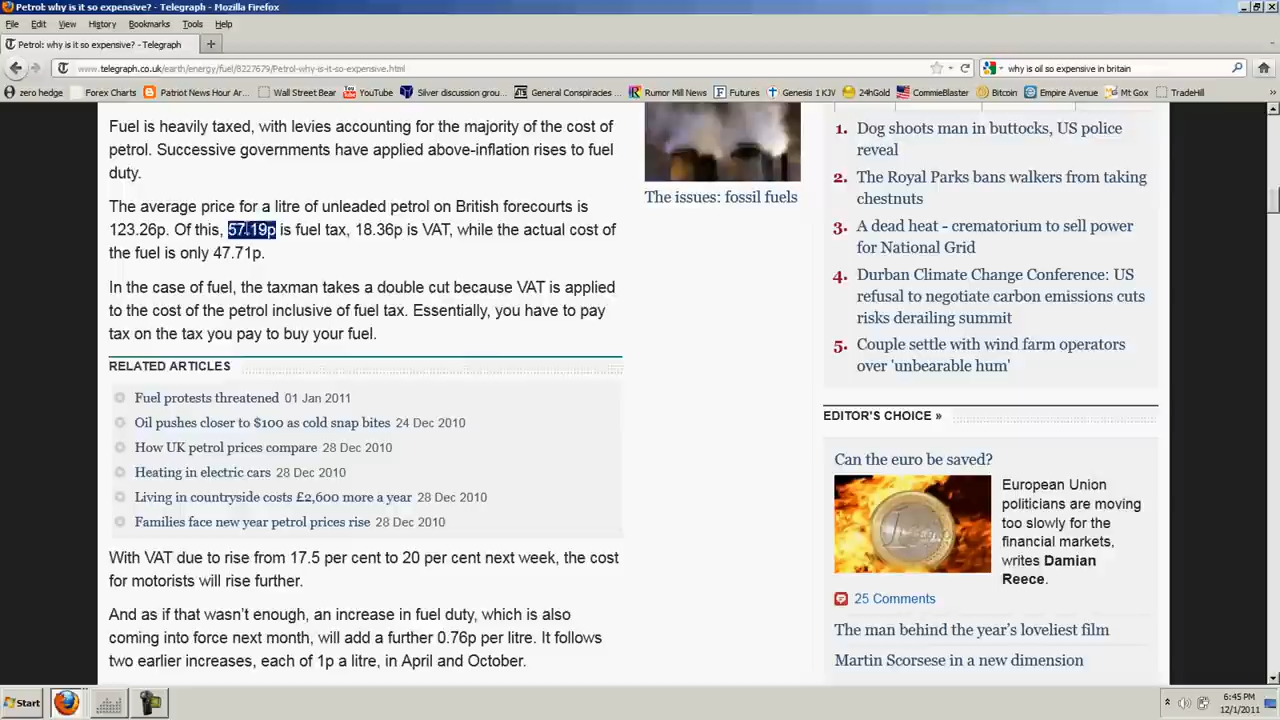 Petrol: why is it so expensive? - Telegraph - Mozilla Firefox
File Edit View History Bookmarks Tools Help
Petrol: why is it so expensive? - Telegraph
www.telegraph.co.uk/earth/energy/fuel/8227679/Petrol-why-is-it-so-expensive.html
why is oil so expensive in britain
zero hedge Forex Charts Patriot News Hour Ar... Wall Street Bear YouTube Silver discussion grou... General Conspiracies ... Rumor Mill News Futures Genesis 1 KJV 24hGold CommieBlaster Bitcoin Empire Avenue Mt Gox TradeHill
Fuel is heavily taxed, with levies accounting for the majority of the cost of
petrol. Successive governments have applied above-inflation rises to fuel
duty.
The average price for a litre of unleaded petrol on British forecourts is
123.26p. Of this, 57.19p is fuel tax, 18.36p is VAT, while the actual cost of
the fuel is only 47.71p.
In the case of fuel, the taxman takes a double cut because VAT is applied
to the cost of the petrol inclusive of fuel tax. Essentially, you have to pay
tax on the tax you pay to buy your fuel.
RELATED ARTICLES
Fuel protests threatened 01 Jan 2011
Oil pushes closer to $100 as cold snap bites 24 Dec 2010
How UK petrol prices compare 28 Dec 2010
Heating in electric cars 28 Dec 2010
Living in countryside costs £2,600 more a year 28 Dec 2010
Families face new year petrol prices rise 28 Dec 2010
With VAT due to rise from 17.5 per cent to 20 per cent next week, the cost
for motorists will rise further.
And as if that wasn't enough, an increase in fuel duty, which is also
coming into force next month, will add a further 0.76p per litre. It follows
two earlier increases, each of 1p a litre, in April and October.
The issues: fossil fuels
1. Dog shoots man in buttocks, US police
reveal
2. The Royal Parks bans walkers from taking
chestnuts
3. A dead heat - crematorium to sell power
for National Grid
4. Durban Climate Change Conference: US
refusal to negotiate carbon emissions cuts
risks derailing summit
5. Couple settle with wind farm operators
over 'unbearable hum'
EDITOR'S CHOICE »
Can the euro be saved?
European Union
politicians are moving
too slowly for the
financial markets,
writes Damian
Reece.
25 Comments
The man behind the year's loveliest film
Martin Scorsese in a new dimension
Start
6:45 PM
12/1/2011